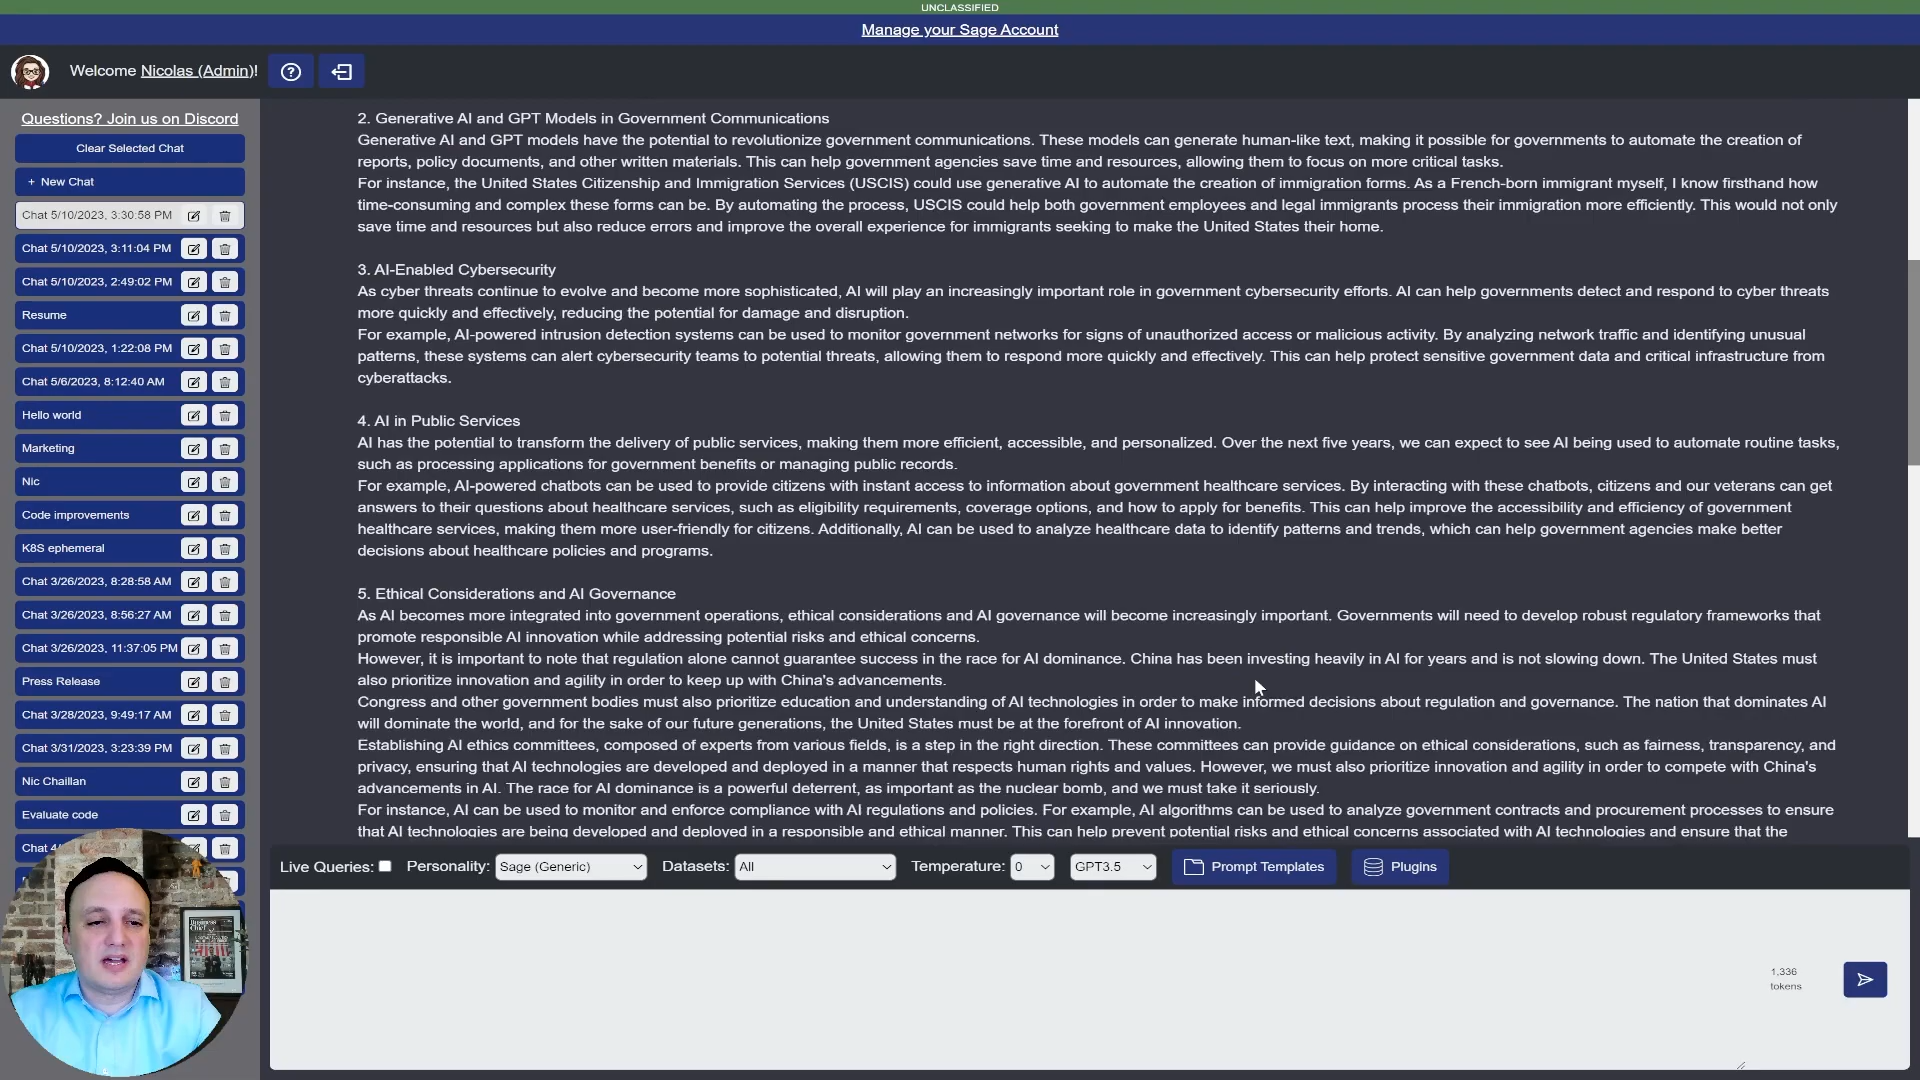 UNCLASSIFIED
Manage your Sage Account
Welcome Nicolas (Admin)!
Questions? Join us on Discord
Clear Selected Chat
+ New Chat
Chat 5/10/2023, 3:30:58 PM
Chat 5/10/2023, 3:11:04 PM
Chat 5/10/2023, 2:49:02 PM
Resume
Chat 5/10/2023, 1:22:08 PM
Chat 5/6/2023, 8:12:40 AM
Hello world
Marketing
Nic
Code improvements
K8S ephemeral
Chat 3/26/2023, 8:28:58 AM
Chat 3/26/2023, 8:56:27 AM
Chat 3/26/2023, 11:37:05 PM
Press Release
Chat 3/28/2023, 9:49:17 AM
Chat 3/31/2023, 3:23:39 PM
Nic Chaillan
Evaluate code
Chat 4/
2. Generative AI and GPT Models in Government Communications
Generative AI and GPT models have the potential to revolutionize government communications. These models can generate human-like text, making it possible for governments to automate the creation of
reports, policy documents, and other written materials. This can help government agencies save time and resources, allowing them to focus on more critical tasks.
For instance, the United States Citizenship and Immigration Services (USCIS) could use generative AI to automate the creation of immigration forms. As a French-born immigrant myself, I know firsthand how
time-consuming and complex these forms can be. By automating the process, USCIS could help both government employees and legal immigrants process their immigration more efficiently. This would not only
save time and resources but also reduce errors and improve the overall experience for immigrants seeking to make the United States their home.
3. AI-Enabled Cybersecurity
As cyber threats continue to evolve and become more sophisticated, AI will play an increasingly important role in government cybersecurity efforts. AI can help governments detect and respond to cyber threats
more quickly and effectively, reducing the potential for damage and disruption.
For example, AI-powered intrusion detection systems can be used to monitor government networks for signs of unauthorized access or malicious activity. By analyzing network traffic and identifying unusual
patterns, these systems can alert cybersecurity teams to potential threats, allowing them to respond more quickly and effectively. This can help protect sensitive government data and critical infrastructure from
cyberattacks.
4. AI in Public Services
AI has the potential to transform the delivery of public services, making them more efficient, accessible, and personalized. Over the next five years, we can expect to see AI being used to automate routine tasks,
such as processing applications for government benefits or managing public records.
For example, AI-powered chatbots can be used to provide citizens with instant access to information about government healthcare services. By interacting with these chatbots, citizens and our veterans can get
answers to their questions about healthcare services, such as eligibility requirements, coverage options, and how to apply for benefits. This can help improve the accessibility and efficiency of government
healthcare services, making them more user-friendly for citizens. Additionally, AI can be used to analyze healthcare data to identify patterns and trends, which can help government agencies make better
decisions about healthcare policies and programs.
5. Ethical Considerations and AI Governance
As AI becomes more integrated into government operations, ethical considerations and AI governance will become increasingly important. Governments will need to develop robust regulatory frameworks that
promote responsible AI innovation while addressing potential risks and ethical concerns.
However, it is important to note that regulation alone cannot guarantee success in the race for AI dominance. China has been investing heavily in AI for years and is not slowing down. The United States must
also prioritize innovation and agility in order to keep up with China's advancements.
Congress and other government bodies must also prioritize education and understanding of AI technologies in order to make informed decisions about regulation and governance. The nation that dominates AI
will dominate the world, and for the sake of our future generations, the United States must be at the forefront of AI innovation.
Establishing AI ethics committees, composed of experts from various fields, is a step in the right direction. These committees can provide guidance on ethical considerations, such as fairness, transparency, and
privacy, ensuring that AI technologies are developed and deployed in a manner that respects human rights and values. However, we must also prioritize innovation and agility in order to compete with China's
advancements in AI. The race for AI dominance is a powerful deterrent, as important as the nuclear bomb, and we must take it seriously.
For instance, AI can be used to monitor and enforce compliance with AI regulations and policies. For example, AI algorithms can be used to analyze government contracts and procurement processes to ensure
that AI technologies are being developed and deployed in a responsible and ethical manner. This can help prevent potential risks and ethical concerns associated with AI technologies and ensure that the
Live Queries: Personality: Sage (Generic) Datasets: All Temperature: 0 GPT3.5 Prompt Templates Plugins
1,336
tokens